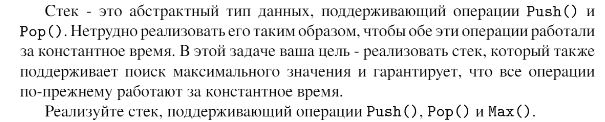 Стек - это абстрактный тип данных, поддерживающий операции Push() и
Pop(). Нетрудно реализовать его таким образом, чтобы обе эти операции работали
за константное время. В этой задаче ваша цель - реализовать стек, который также
поддерживает поиск максимального значения и гарантирует, что все операции
по-прежнему работают за константное время.
Реализуйте стек, поддерживающий операции Push(), Pop() и Max().